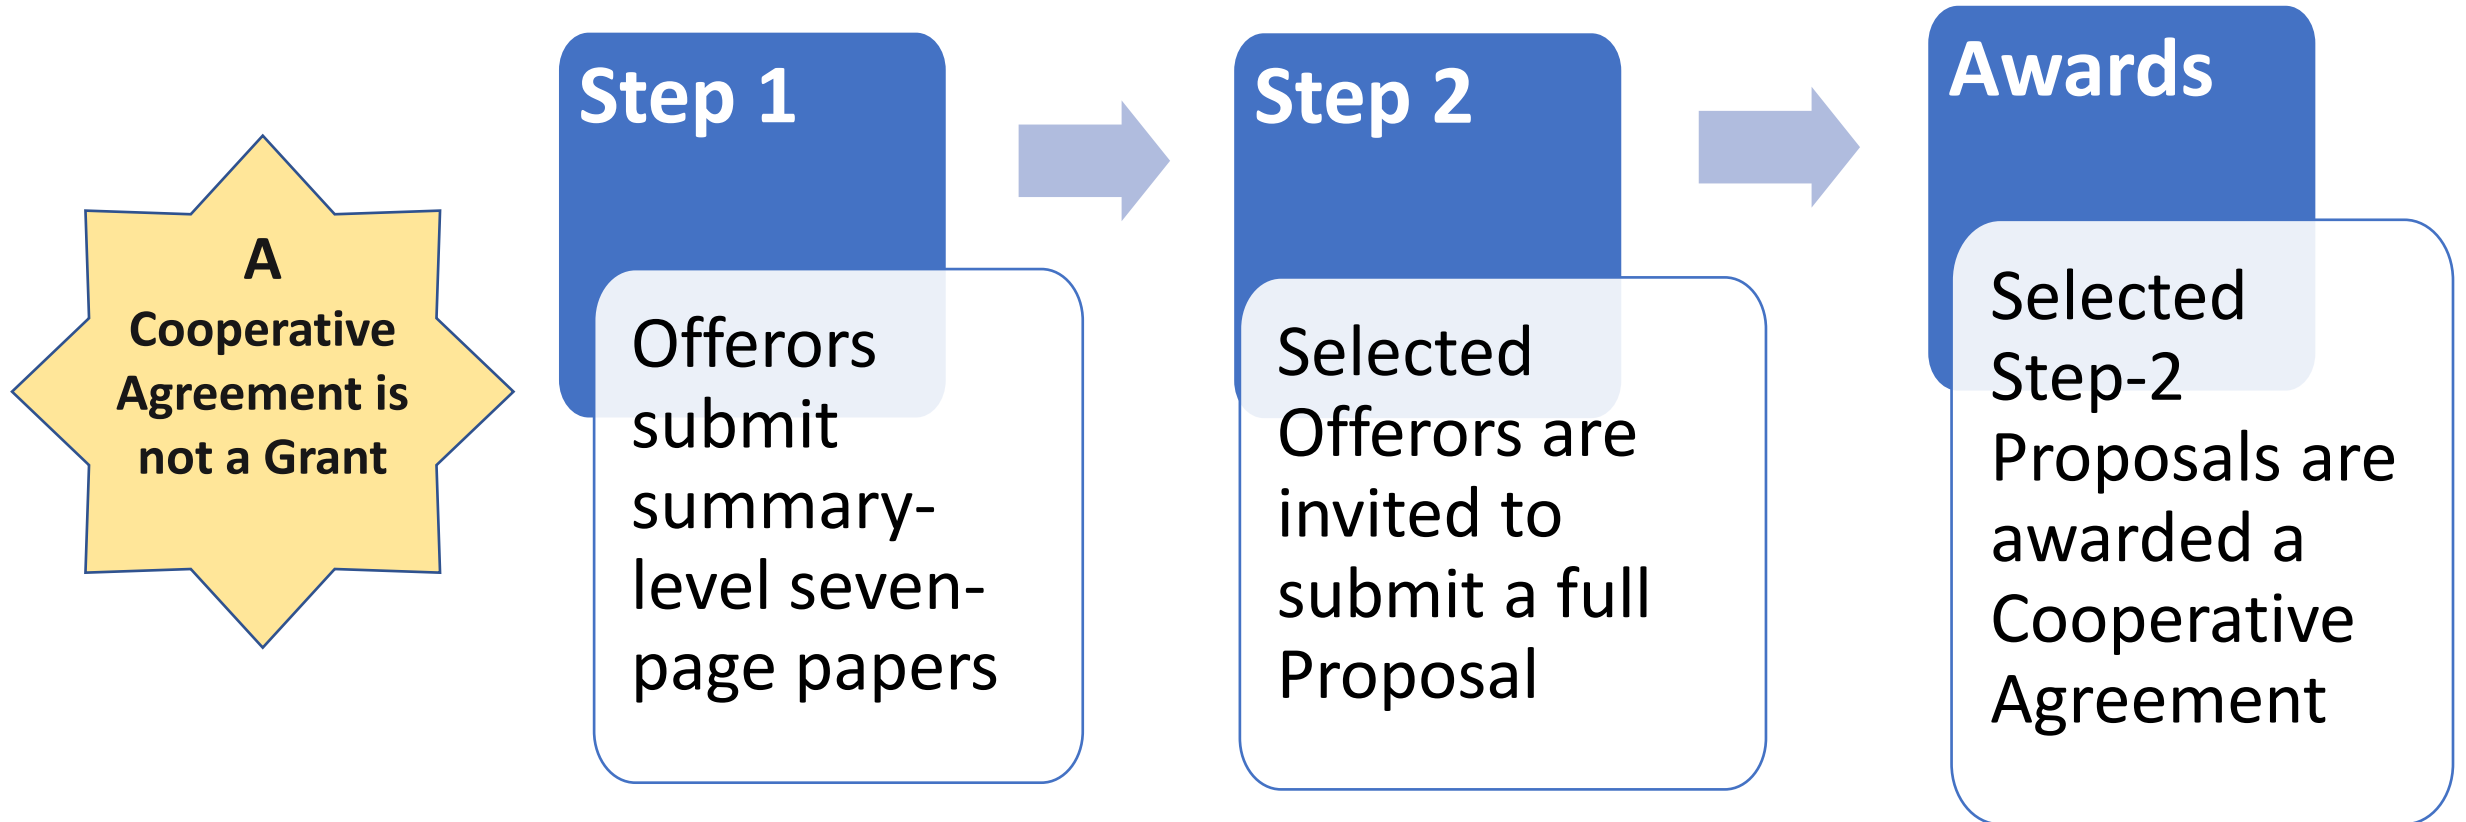 A
Cooperative
Agreement is
not a Grant
Step 1
Offerors
submit
summary-
level seven-
page papers
Step 2
Selected
Offerors are
invited to
submit a full
Proposal
Awards
Selected
Step-2
Proposals are
awarded a
Cooperative
Agreement